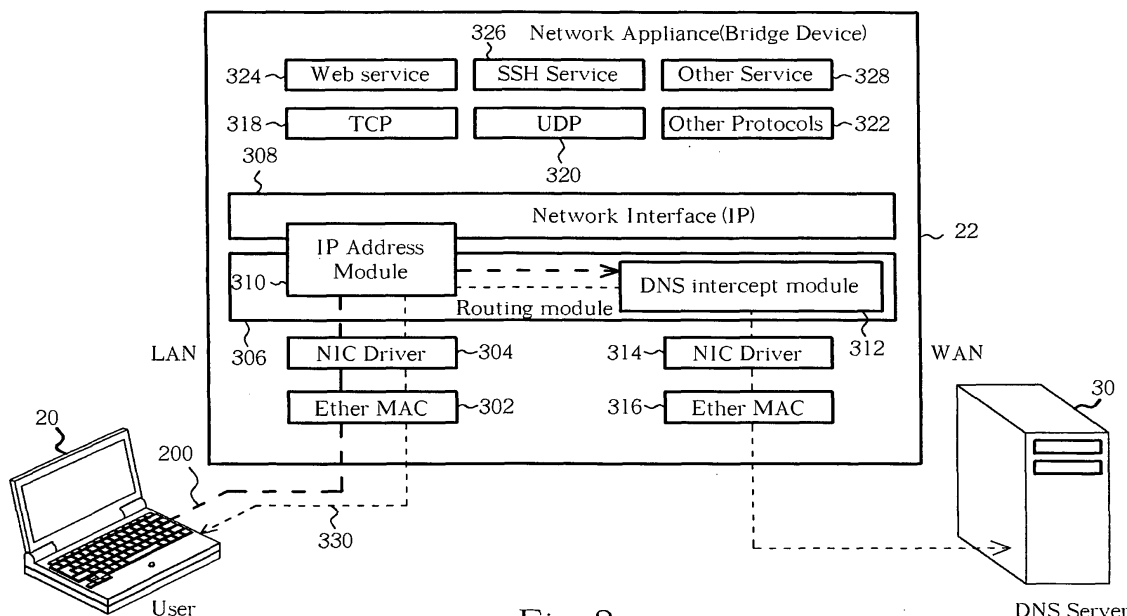 Network Appliance(Bridge Device)
326
324 Web service
SSH Service
Other Service 328
318 TCP
UDP
Other Protocols 322
320
308
Network Interface (IP)
22
IP Address
Module
310
DNS intercept module
Routing module
306
312
LAN
NIC Driver 304
314 NIC Driver
WAN
Ether MAC 302
316 Ether MAC
30
20
200
330
User
DNS Server